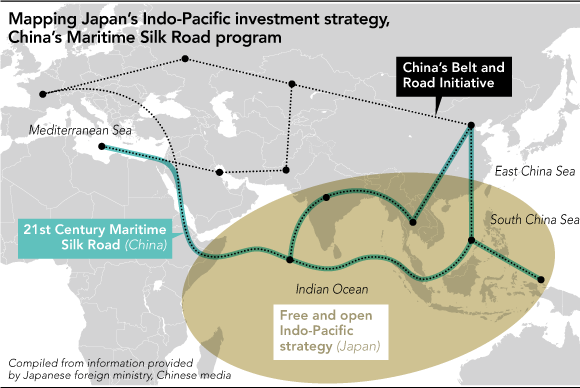 Mapping Japan's Indo-Pacific investment strategy,
China's Maritime Silk Road program
China's Belt and
Road Initiative
Mediterranean Sea
East China Sea
South China Sea
21st Century Maritime
Silk Road (China)
Indian Ocean
Free and open
Indo-Pacific
strategy (Japan)
Compiled from information provided
by Japanese foreign ministry, Chinese media